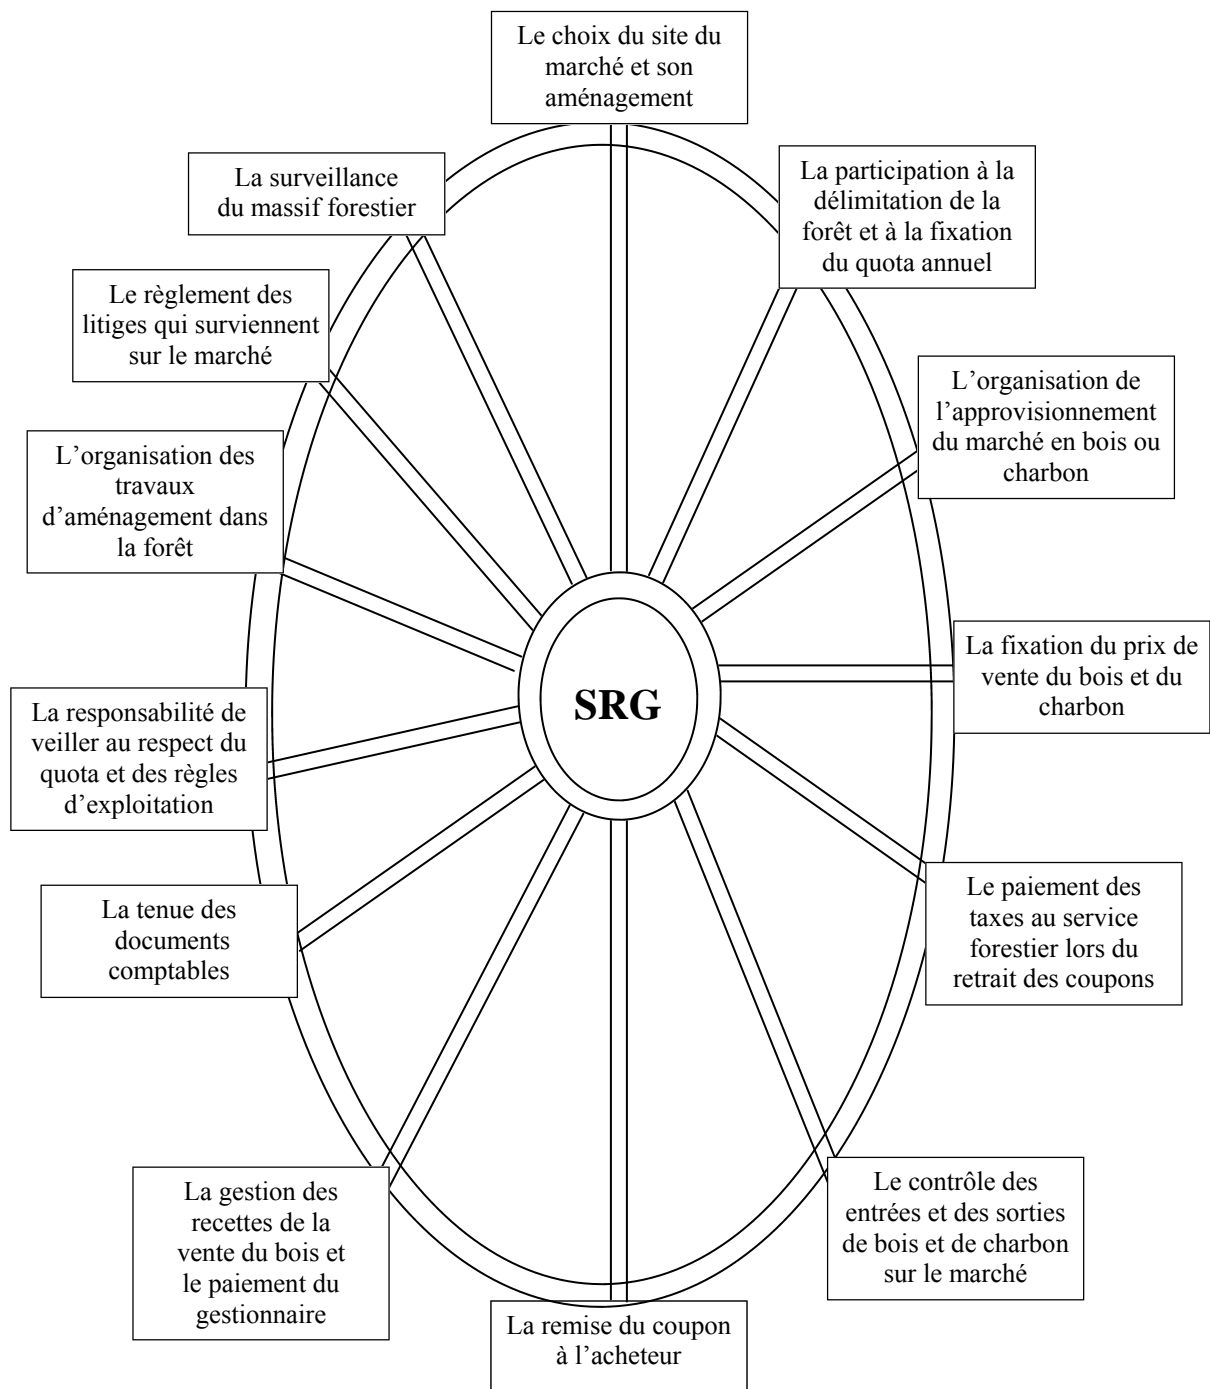 Le choix du site du
marché et son
aménagement
La participation à la
délimitation de la
forêt et à la fixation
du quota annuel
L’organisation de
l’approvisionnement
du marché en bois ou
charbon
La fixation du prix de
vente du bois et du
charbon
Le paiement des
taxes au service
forestier lors du
retrait des coupons
Le contrôle des
entrées et des sorties
de bois et de charbon
sur le marché
La remise du coupon
à l’acheteur
La gestion des
recettes de la
vente du bois et
le paiement du
gestionnaire
La tenue des
documents
comptables
La responsabilité de
veiller au respect du
quota et des règles
d’exploitation
L’organisation des
travaux
d’aménagement dans
la forêt
Le règlement des
litiges qui surviennent
sur le marché
La surveillance
du massif forestier
SRG